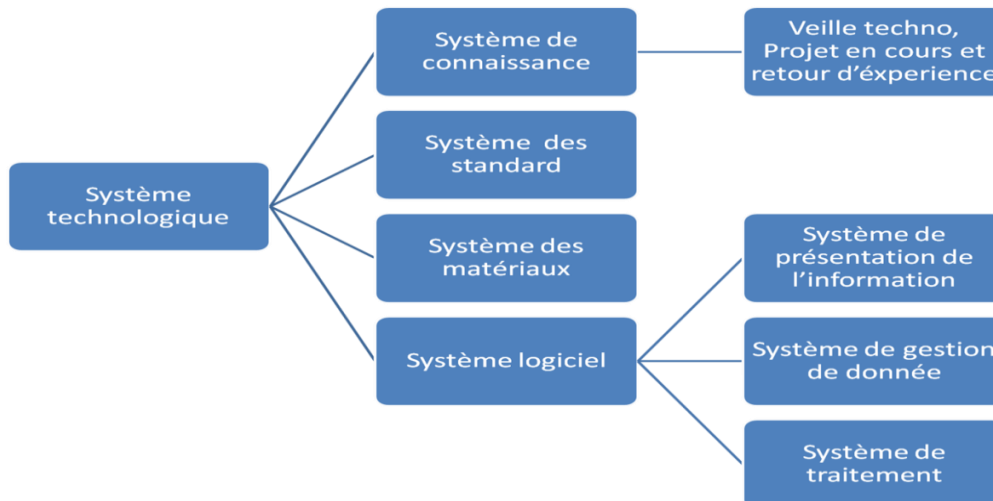 Système
technologique
Système de
connaissance
Veille techno,
Projet en cours et
retour d'éxperience
Système  des
standard
Système des
matériaux
Système logiciel
Système de
présentation de
l'information
Système de gestion
de donnée
Système de
traitement